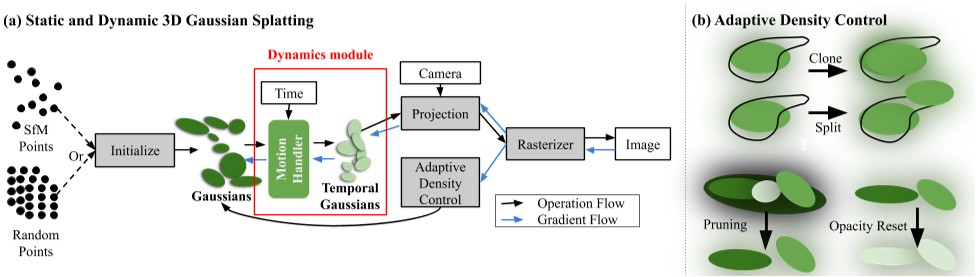 (a) Static and Dynamic 3D Gaussian Splatting
Dynamics module
SfM
Points
Or
Random
Points
Initialize
Gaussians
Time
Motion
Handler
Temporal
Gaussians
Camera
Projection
Adaptive
Density
Control
Rasterizer
Image
Operation Flow
Gradient Flow
(b) Adaptive Density Control
Clone
Split
Pruning
Opacity Reset